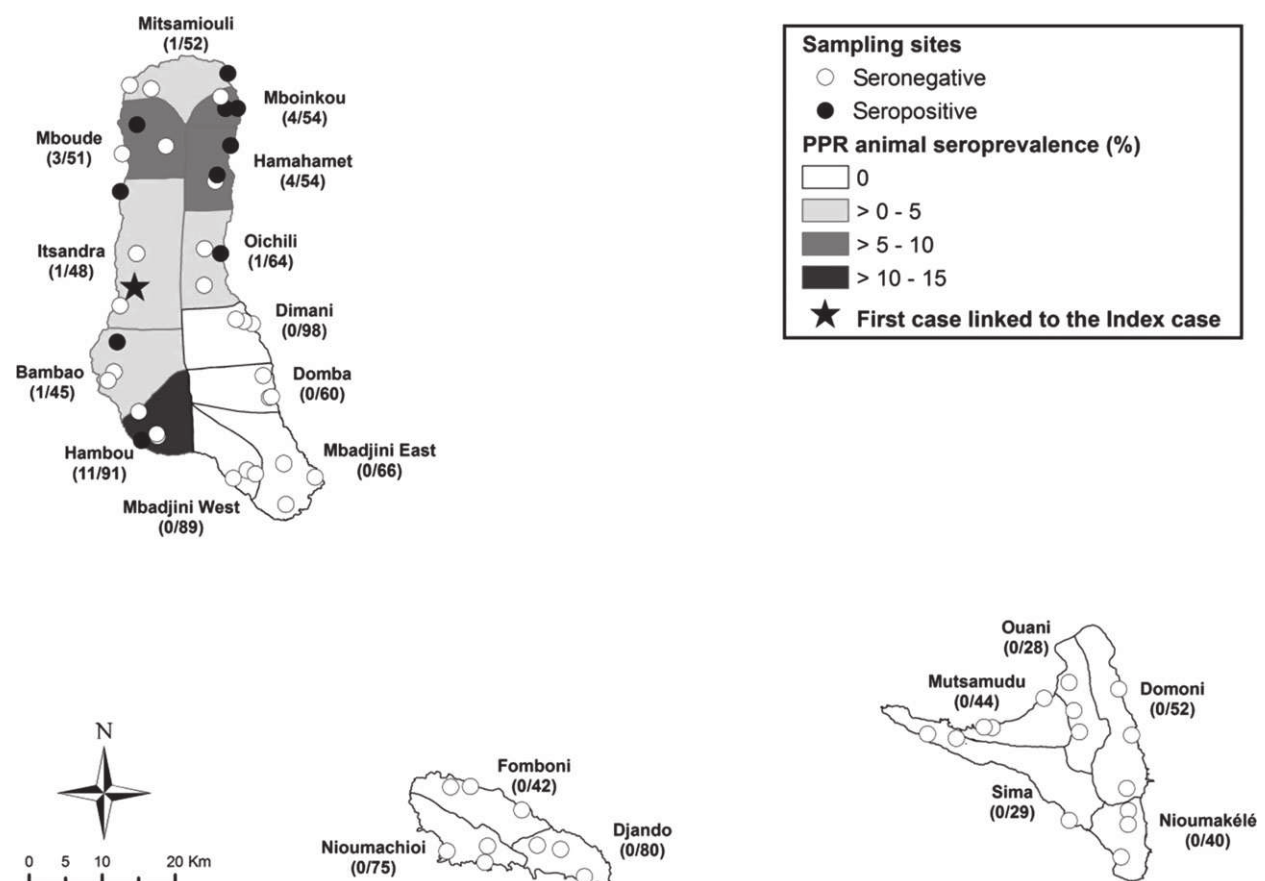 Mitsamiouli
(1/52)
Mboinkou
(4/54)
Mboude
(3/51)
Hamahamet
(4/54)
Itsandra
(1/48)
Oichili
(1/64)
Dimani
(0/98)
Bambao
(1/45)
Domba
(0/60)
Hambou
(11/91)
Mbadjini East
(0/66)
Mbadjini West
(0/89)
Sampling sites
Seronegative
Seropositive
PPR animal seroprevalence (%)
0
> 0 - 5
> 5 - 10
> 10 - 15
First case linked to the Index case
Ouani
(0/28)
Mutsamudu
(0/44)
Domoni
(0/52)
Sima
(0/29)
Nioumakélé
(0/40)
Fomboni
(0/42)
Nioumachioi
(0/75)
Djando
(0/80)
N
0 5 10 20 Km